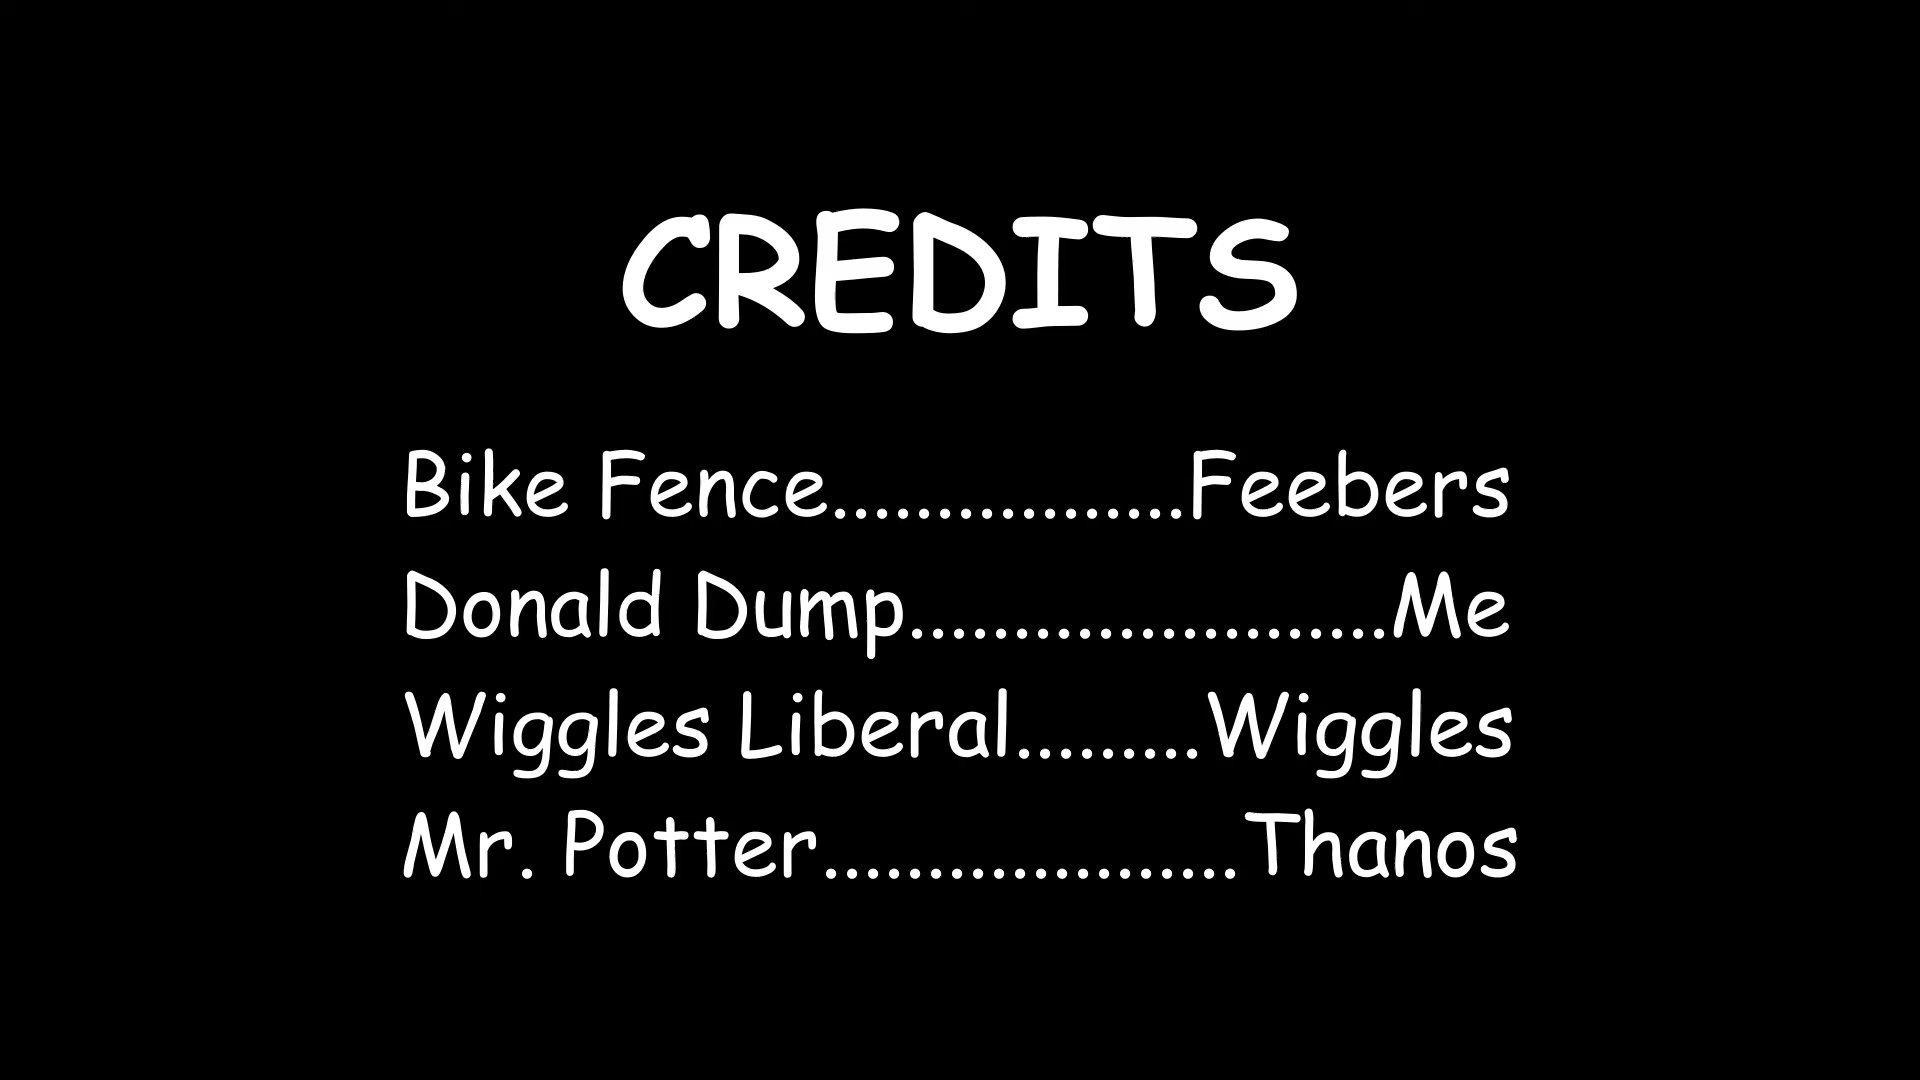 CREDITS
Bike Fence.................Feebers
Donald Dump.......................Me
Wiggles Liberal.........Wiggles
Mr. Potter....................Thanos